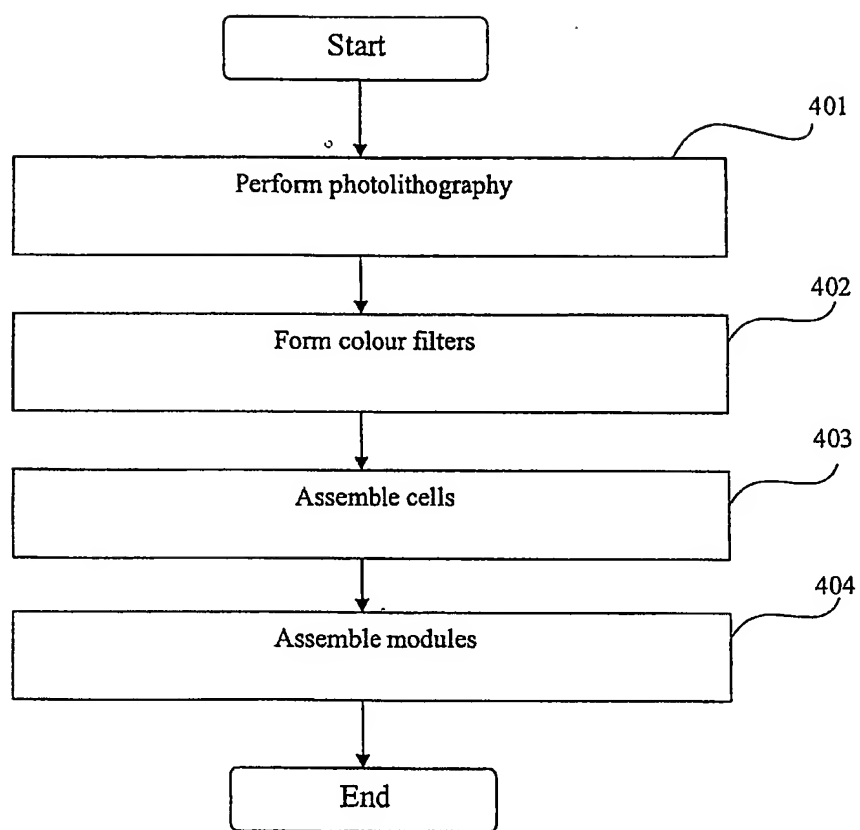 Start
401
Perform photolithography
402
Form colour filters
403
Assemble cells
404
Assemble modules
End